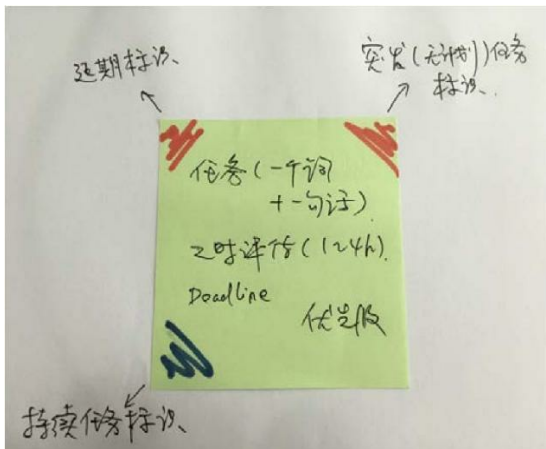 延期标识、
突发(无计划)任务
标识、
任务(一个词
+一句话)
工时评估(1~4h)
Deadline
优先级
持续任务标识、